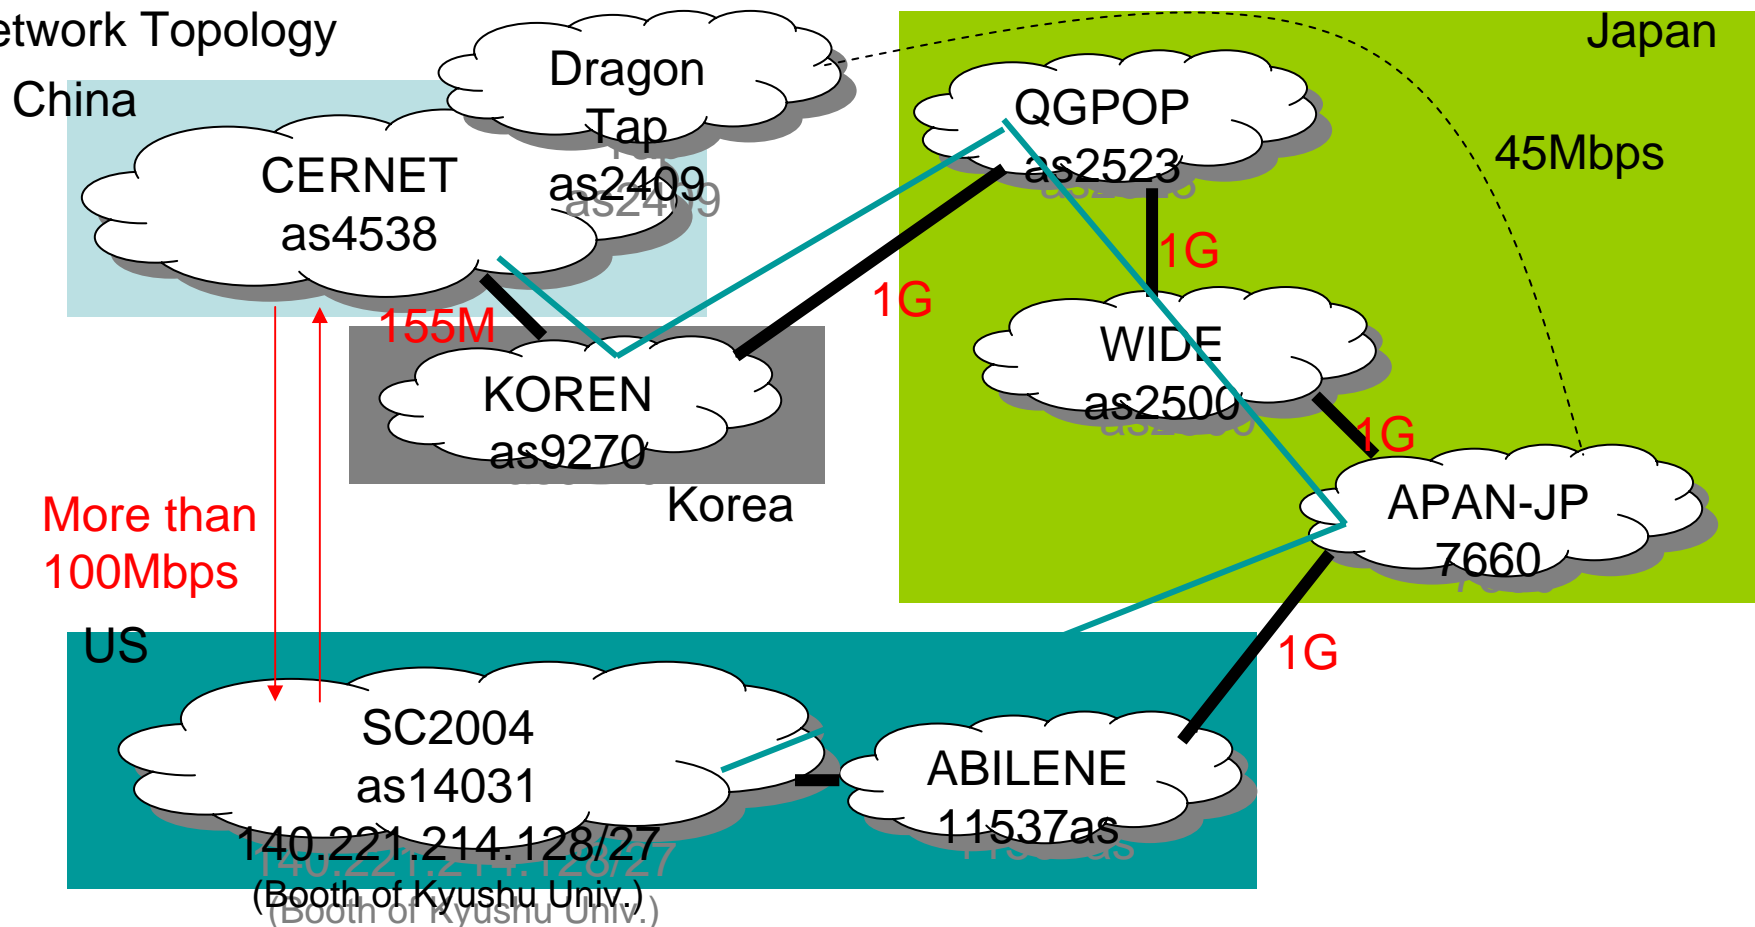 etwork Topology
China
Dragon
Tap
as2409
CERNET
as4538
Japan
QGPOP
as2523
45Mbps
1G
1G
155M
WIDE
as2500
1G
KOREN
as9270
Korea
APAN-JP
7660
More than
100Mbps
US
1G
SC2004
as14031
140.221.214.128/27
(Booth of Kyushu Univ.)
ABILENE
11537as